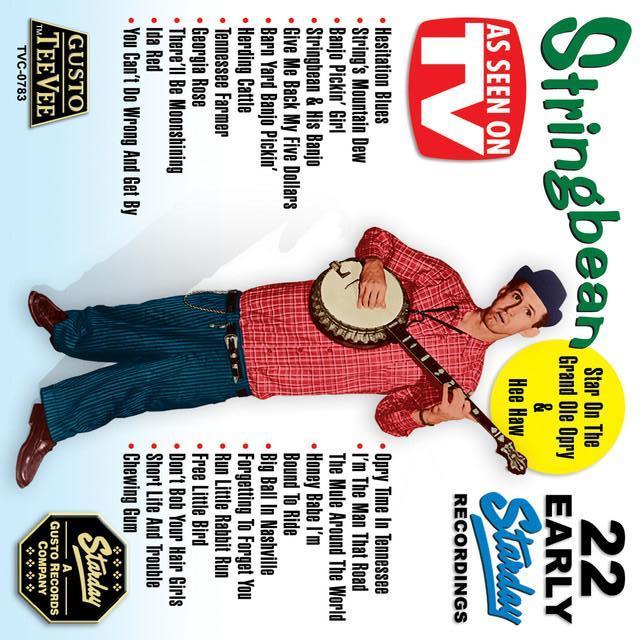 Stringbean
AS SEEN ON
TV
Star On The
Grand Ole Opry
&
Hee Haw
22
EARLY
Starday
RECORDINGS
• Hesitation Blues
• String's Mountain Dew
• Banjo Pickin' Girl
• Stringbean & His Banjo
• Give Me Back My Five Dollars
• Barn Yard Banjo Pickin'
• Herding Cattle
• Tennessee Farmer
• Georgia Rose
• There'll Be Moonshining
• Ida Red
• You Can't Do Wrong And Get By
• Opry Time In Tennessee
• I'm The Man That Road
The Mule Around The World
• Honey Babe I'm
Bound To Ride
• Big Ball In Nashville
• Forgetting To Forget You
• Run Little Rabbit Run
• Free Little Bird
• Don't Bob Your Hair Girls
• Short Life And Trouble
• Chewing Gum
GUSTO
TEE VEE
TM
TVC-0783
Starday
A
GUSTO RECORDS
COMPANY